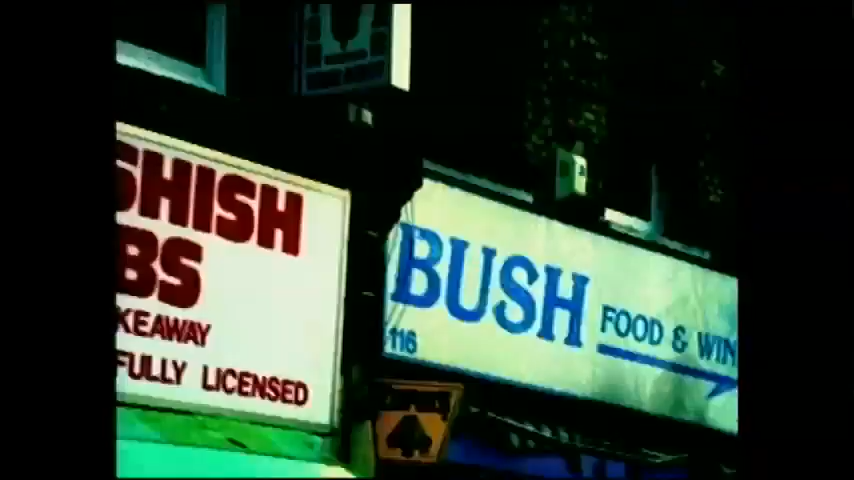 SHISH
BS
KEAWAY
FULLY LICENSED
BUSH
FOOD & WIN
116